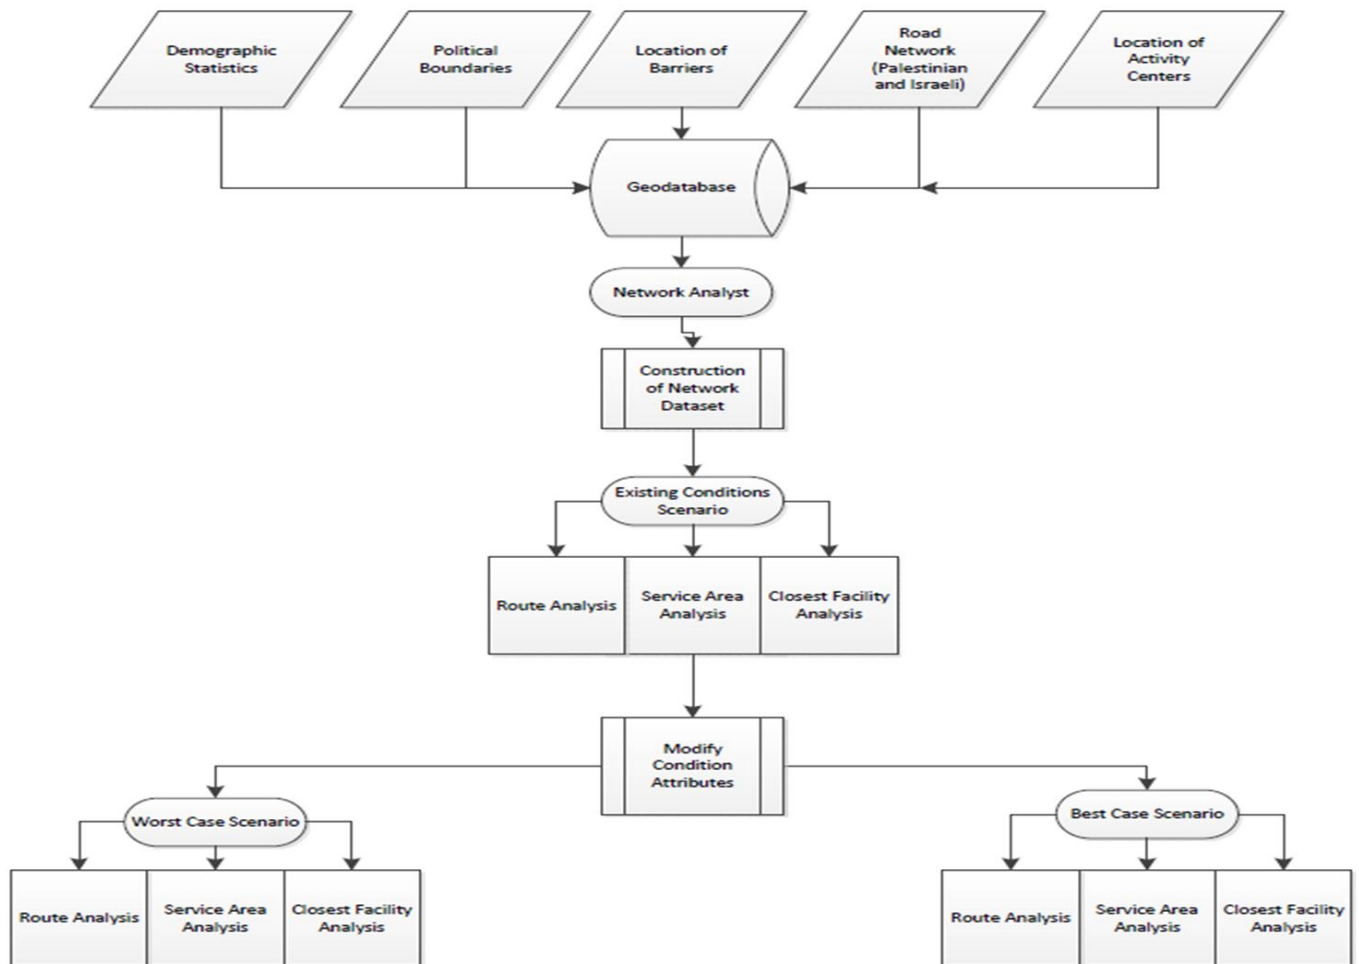 Demographic
Statistics
Political
Boundaries
Location of
Barriers
Road
Network
(Palestinian
and Israeli)
Location of
Activity
Centers
Geodatabase
Network Analyst
Construction
of Network
Dataset
Existing Conditions
Scenario
Route Analysis
Service Area
Analysis
Closest Facility
Analysis
Modify
Condition
Attributes
Worst Case Scenario
Best Case Scenario
Route Analysis
Service Area
Analysis
Closest Facility
Analysis
Route Analysis
Service Area
Analysis
Closest Facility
Analysis